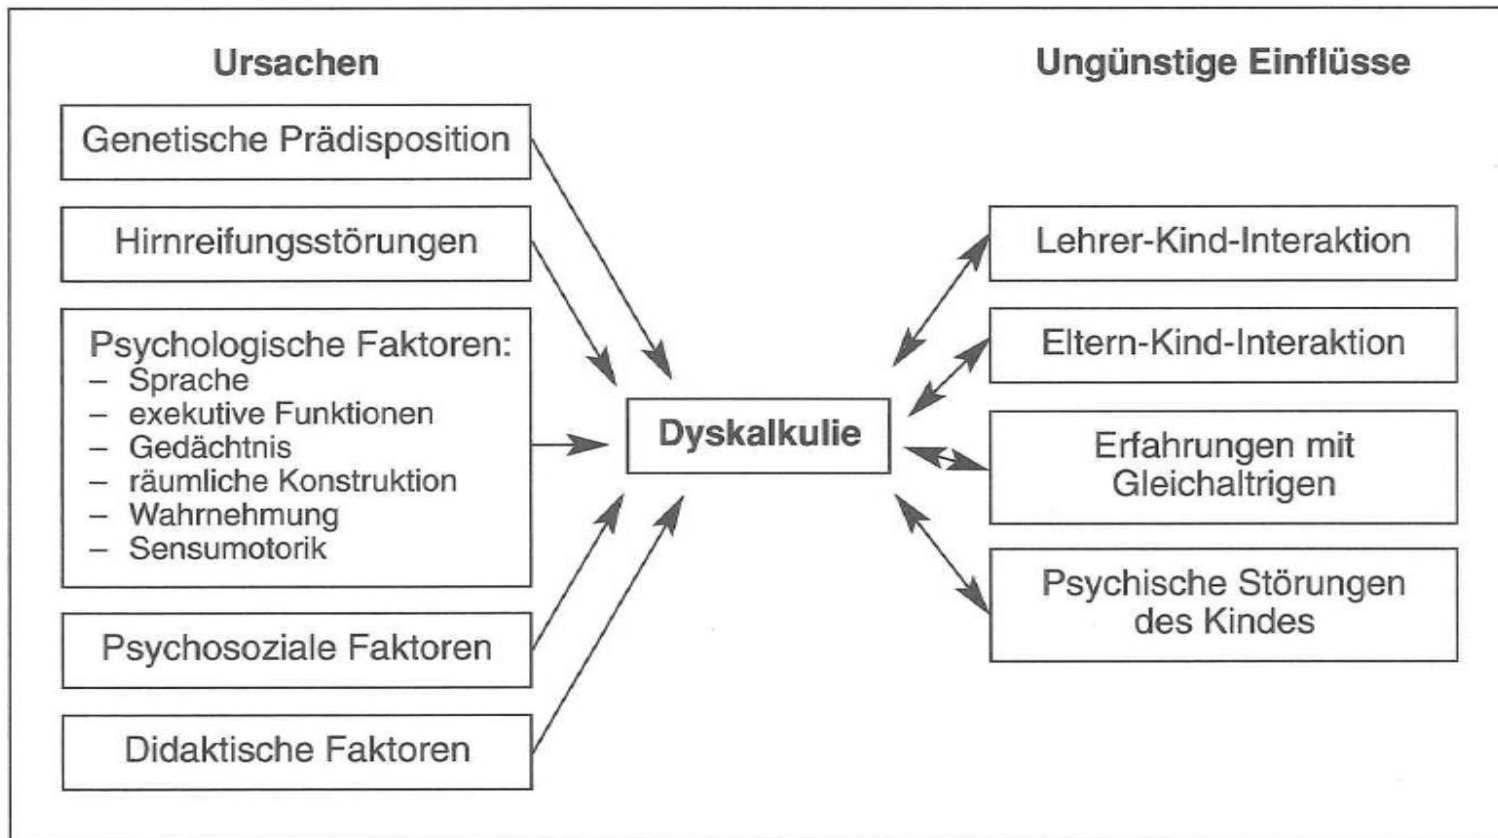 Ursachen
Genetische Prädisposition
Hirnreifungsstörungen
Psychologische Faktoren:
– Sprache
– exekutive Funktionen
– Gedächtnis
– räumliche Konstruktion
– Wahrnehmung
– Sensumotorik
Psychosoziale Faktoren
Didaktische Faktoren
Dyskalkulie
Ungünstige Einflüsse
Lehrer-Kind-Interaktion
Eltern-Kind-Interaktion
Erfahrungen mit
Gleichaltrigen
Psychische Störungen
des Kindes